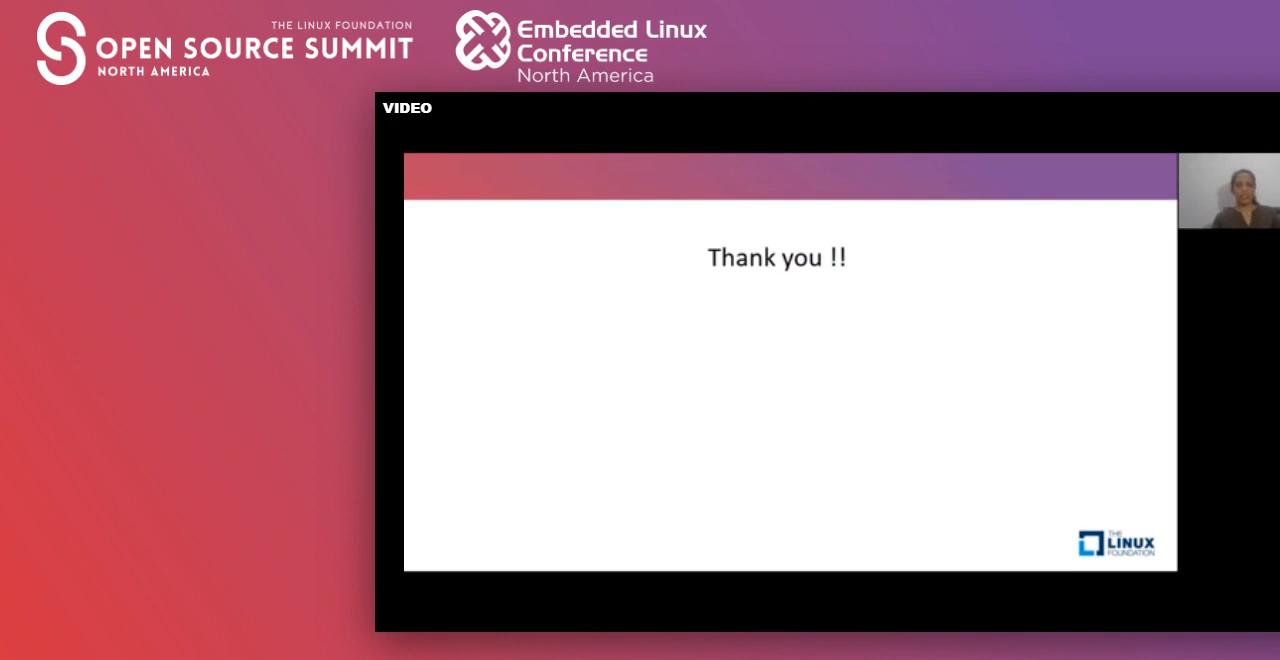 THE LINUX FOUNDATION
OPEN SOURCE SUMMIT
NORTH AMERICA
Embedded Linux
Conference
North America
VIDEO
Thank you !!
THE
LINUX
FOUNDATION